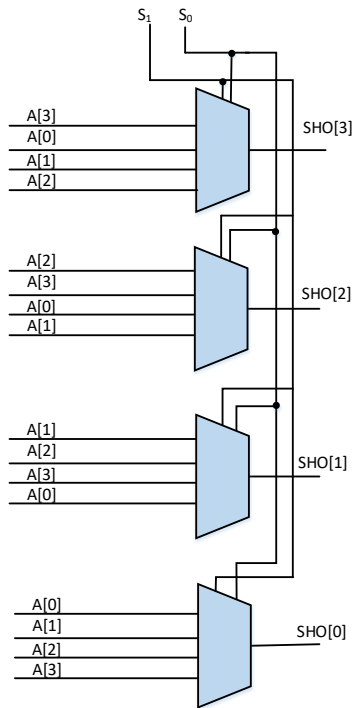 S1 S0
A[3]
A[0]
A[1]
A[2]
SHO[3]
A[2]
A[3]
A[0]
A[1]
SHO[2]
A[1]
A[2]
A[3]
A[0]
SHO[1]
A[0]
A[1]
A[2]
A[3]
SHO[0]